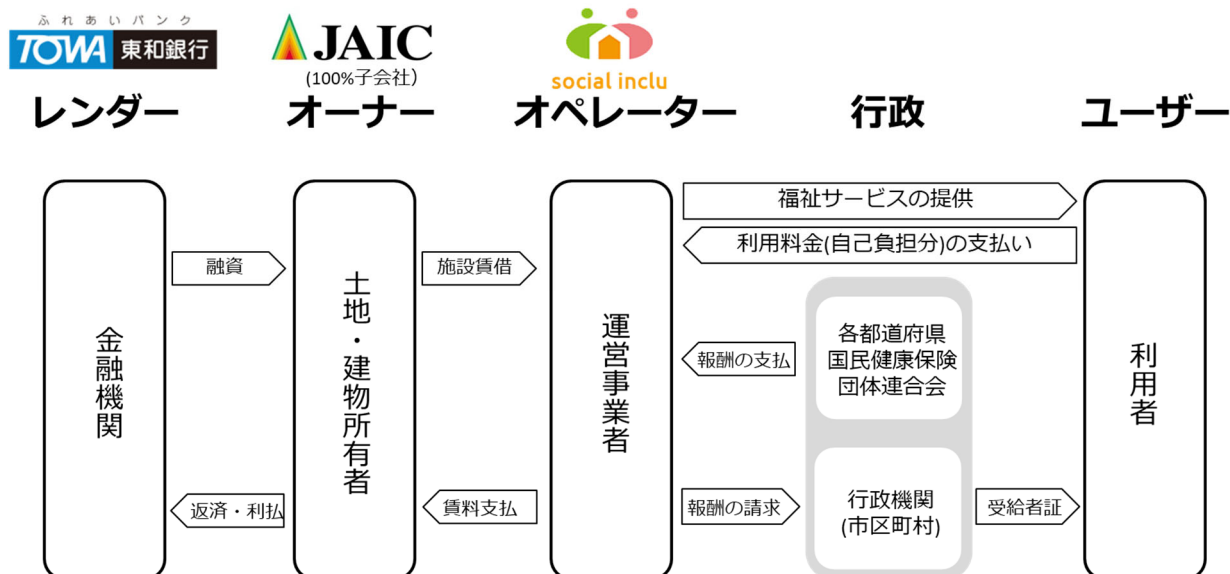 ふれあいバンク
TOWA 東和銀行
JAIC
(100%子会社)
social inclu
レンダー
オーナー
オペレーター
行政
ユーザー
金融機関
融資
返済・利払
土地・建物所有者
施設賃借
賃料支払
運営事業者
福祉サービスの提供
利用料金(自己負担分)の支払い
報酬の支払
各都道府県
国民健康保険
団体連合会
報酬の請求
行政機関
(市区町村)
受給者証
利用者